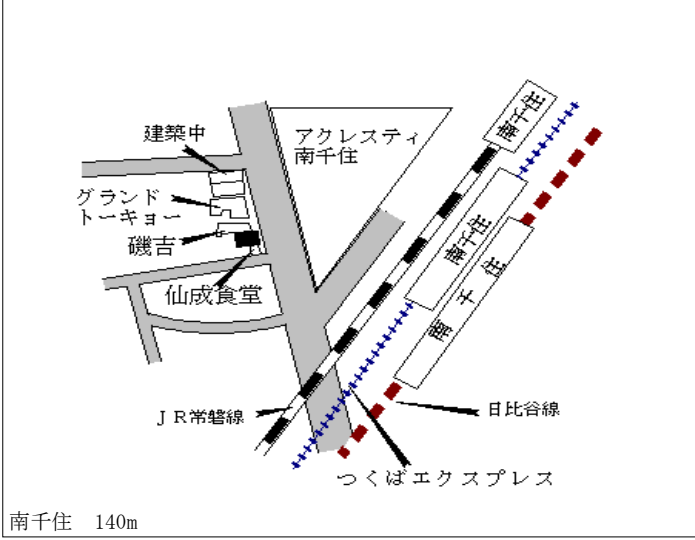 建築中
アクレスティ
南千住
グランド
トーキョー
磯吉
仙成食堂
南千住
南千住
南千住
JR常磐線
日比谷線
つくばエクスプレス
南千住　140m